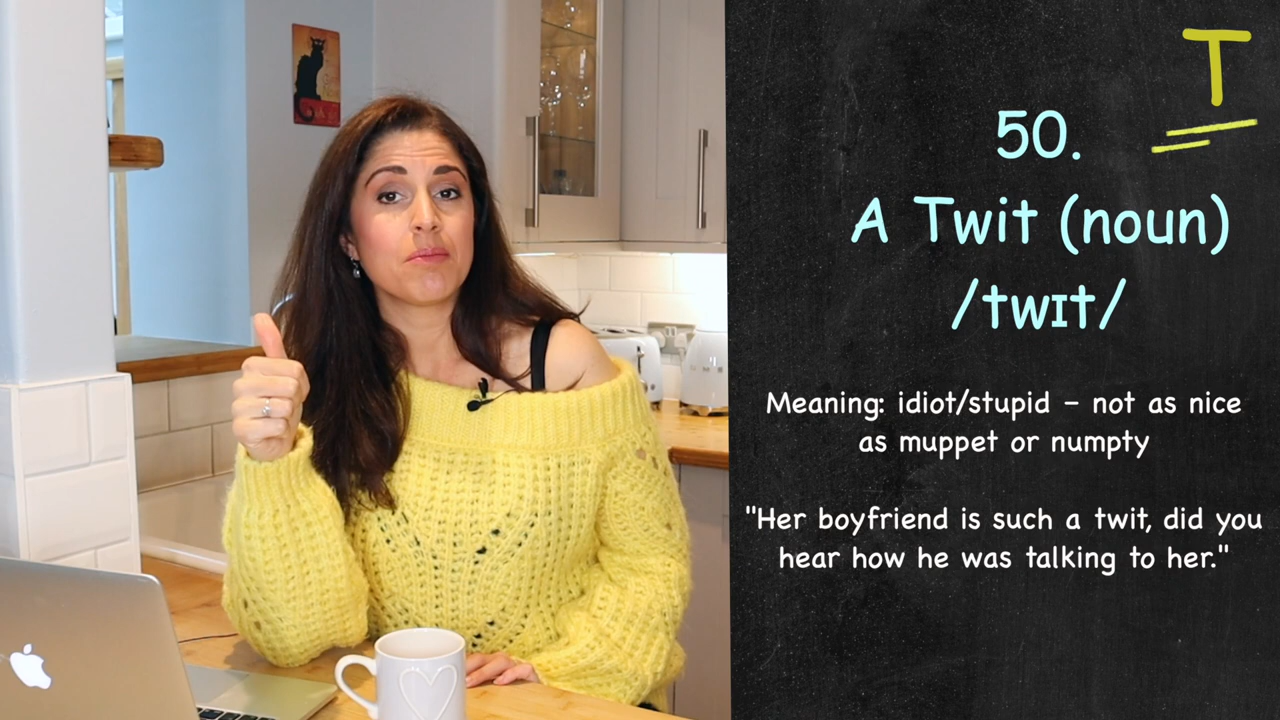 T
50.
A Twit (noun)
/twɪt/
Meaning: idiot/stupid – not as nice
as muppet or numpty
"Her boyfriend is such a twit, did you
hear how he was talking to her."